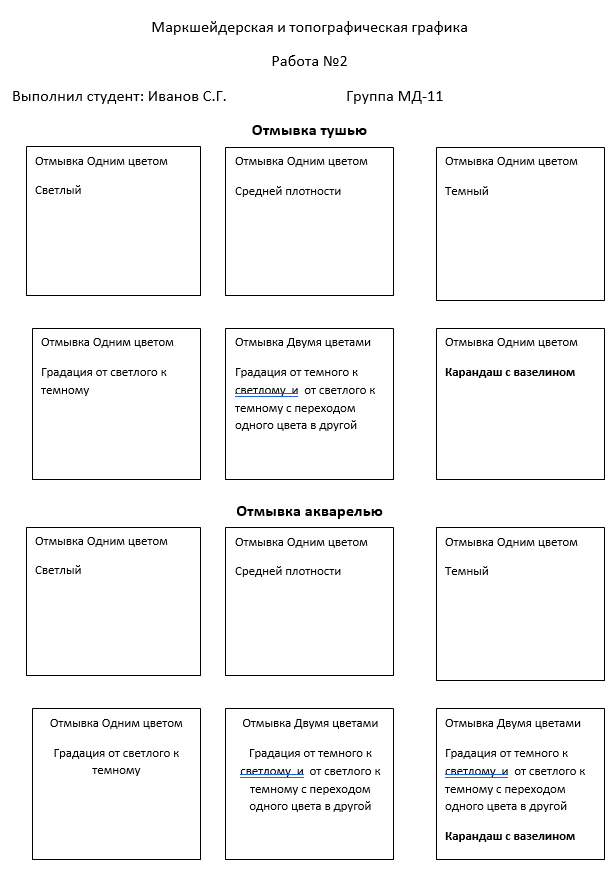 Маркшейдерская и топографическая графика
Работа №2
Выполнил студент: Иванов С.Г. Группа МД-11
Отмывка тушью
Отмывка Одним цветом
Светлый
Отмывка Одним цветом
Средней плотности
Отмывка Одним цветом
Темный
Отмывка Одним цветом
Градация от светлого к
темному
Отмывка Двумя цветами
Градация от темного к
светлому и от светлого к
темному с переходом
одного цвета в другой
Отмывка Одним цветом
Карандаш с вазелином
Отмывка акварелью
Отмывка Одним цветом
Светлый
Отмывка Одним цветом
Средней плотности
Отмывка Одним цветом
Темный
Отмывка Одним цветом
Градация от светлого к
темному
Отмывка Двумя цветами
Градация от темного к
светлому и от светлого к
темному с переходом
одного цвета в другой
Отмывка Двумя цветами
Градация от темного к
светлому и от светлого к
темному с переходом
одного цвета в другой
Карандаш с вазелином